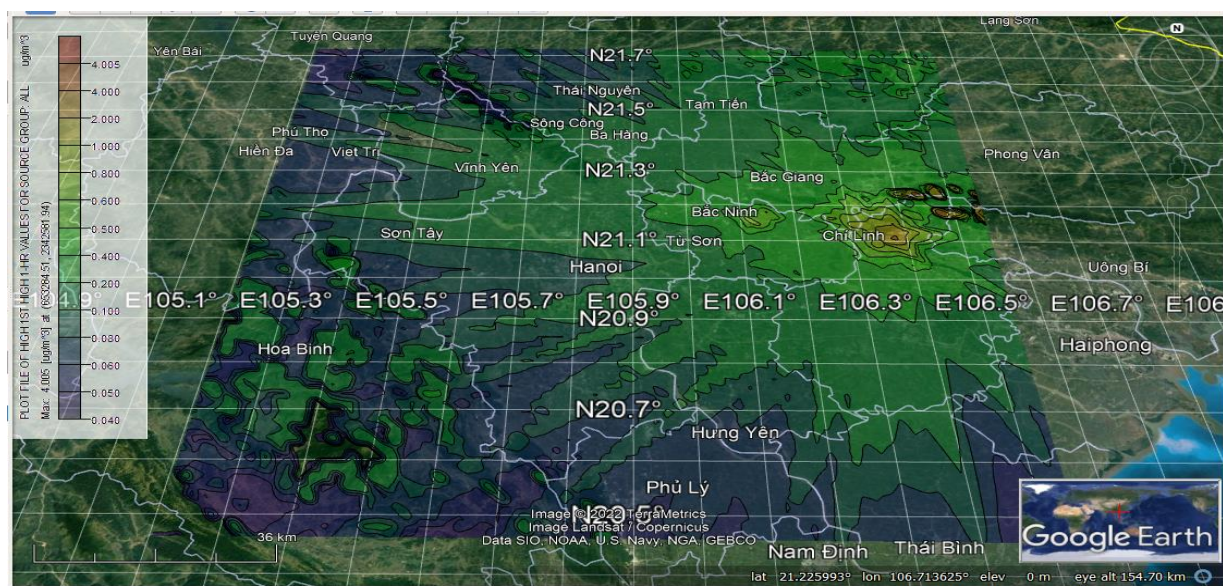 Lạng Sơn
Tuyên Quang
Yên Bái
N
N21.7°
Thái Nguyên
Tam Tiến
N21.5°
Sông Công
Ba Hàng
Phú Thọ
Hiền Đa
Việt Trì
Phong Vân
Vĩnh Yên
N21.3°
Bắc Giang
Bắc Ninh
Sơn Tây
Chí Linh
N21.1°
Từ Sơn
Hanoi
Uông Bí
E105.1°
E105.3°
E105.5°
E105.7°
E105.9°
E106.1°
E106.3°
E106.5°
E106.7°
N20.9°
Hoa Binh
Haiphong
N20.7°
Hưng Yên
Phủ Lý
Image © 2022 TerraMetrics
Image Landsat / Copernicus
Data SIO, NOAA, U.S. Navy, NGA, GEBCO
36 km
Nam Định
Thái Bình
Google Earth
lat 21.225993° lon 106.713625° elev 0 m eye alt 154.70 km
PLOT FILE OF HIGH 1ST HIGH 1-HR VALUES FOR SOURCE GROUP: ALL
ug/m^3
Max: 4.005 [ug/m^3] at (653284.51, 2342581.94)
4.005
4.000
2.000
1.000
0.800
0.600
0.500
0.400
0.200
0.100
0.080
0.060
0.050
0.040